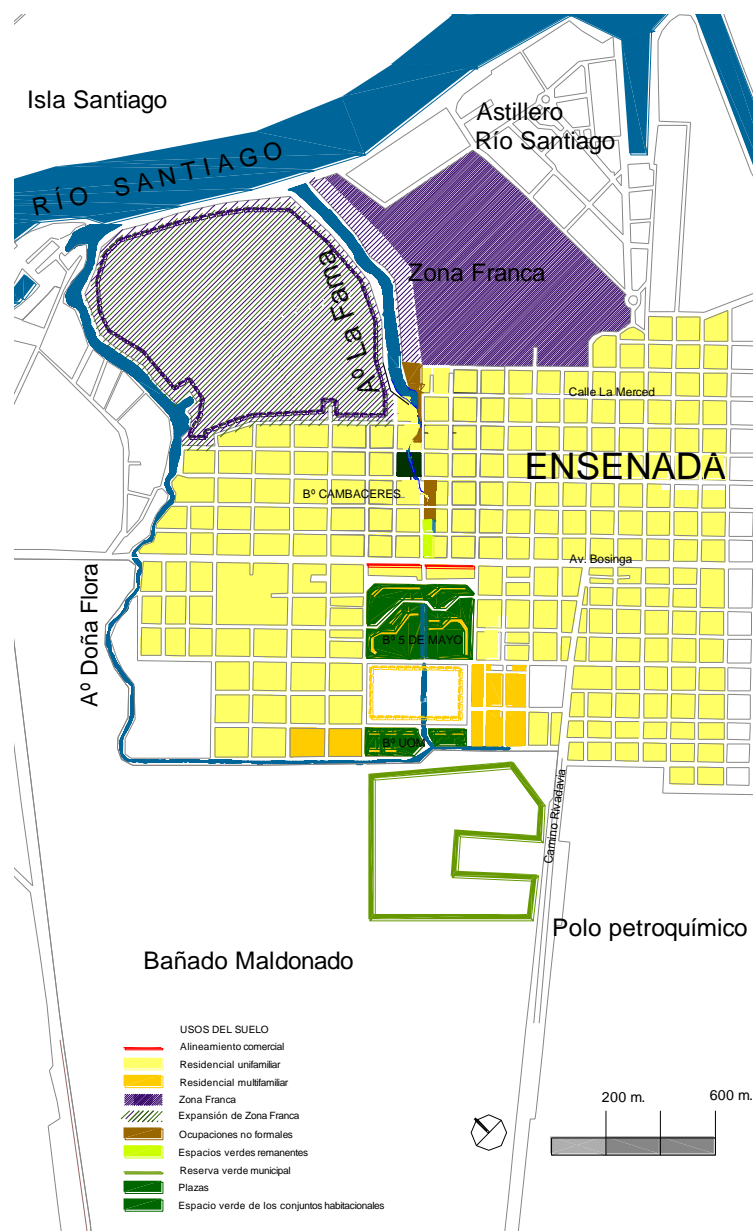 Isla Santiago
Astillero
Río Santiago
RÍO SANTIAGO
Zona Franca
Aº La Fama
Calle La Merced
ENSENADA
Bº CAMBACERES
Av. Bosinga
Aº Doña Flora
Bº 5 DE MAYO
Bº UOM
Camino Rivadavia
Polo petroquímico
Bañado Maldonado
USOS DEL SUELO
Alineamiento comercial
Residencial unifamiliar
Residencial multifamiliar
Zona Franca
Expansión de Zona Franca
Ocupaciones no formales
Espacios verdes remanentes
Reserva verde municipal
Plazas
Espacio verde de los conjuntos habitacionales
200 m.
600 m.